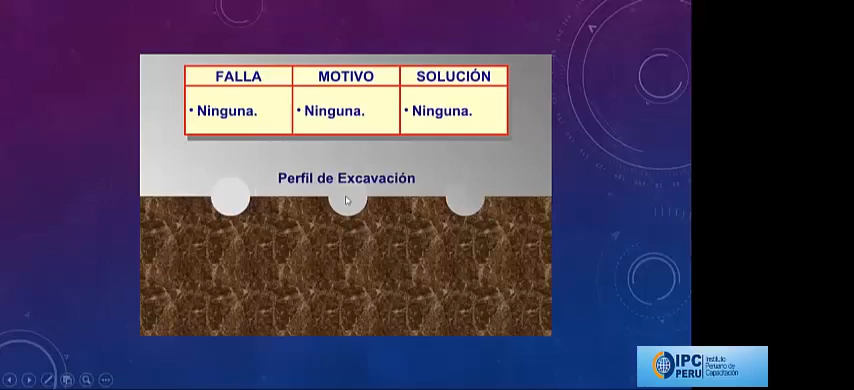 FALLA MOTIVO SOLUCIÓN
• Ninguna. • Ninguna. • Ninguna.
Perfil de Excavación
IPC PERU
Instituto
Peruano de
Capacitación